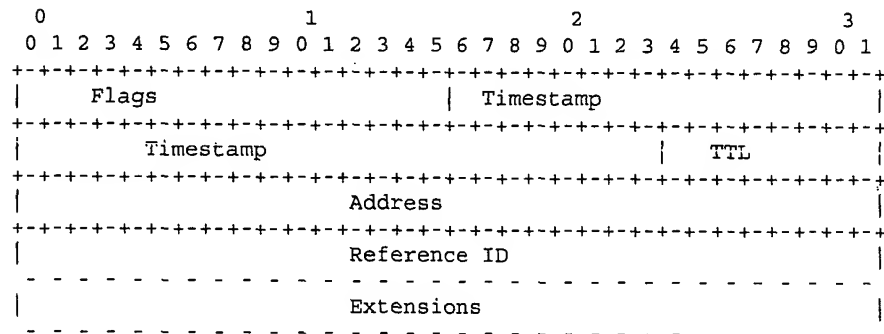 0 1 2 3
0 1 2 3 4 5 6 7 8 9 0 1 2 3 4 5 6 7 8 9 0 1 2 3 4 5 6 7 8 9 0 1
+-+-+-+-+-+-+-+-+-+-+-+-+-+-+-+-+-+-+-+-+-+-+-+-+-+-+-+-+-+-+-+-+
| Flags | Timestamp |
+-+-+-+-+-+-+-+-+-+-+-+-+-+-+-+-+-+-+-+-+-+-+-+-+-+-+-+-+-+-+-+-+
| Timestamp | TTL |
+-+-+-+-+-+-+-+-+-+-+-+-+-+-+-+-+-+-+-+-+-+-+-+-+-+-+-+-+-+-+-+-+
| Address |
+-+-+-+-+-+-+-+-+-+-+-+-+-+-+-+-+-+-+-+-+-+-+-+-+-+-+-+-+-+-+-+-+
| Reference ID |
- - - - - - - - - - - - - - - - - - - - - - - - - - - - - - - -
| Extensions |
- - - - - - - - - - - - - - - - - - - - - - - - - - - - - - - -